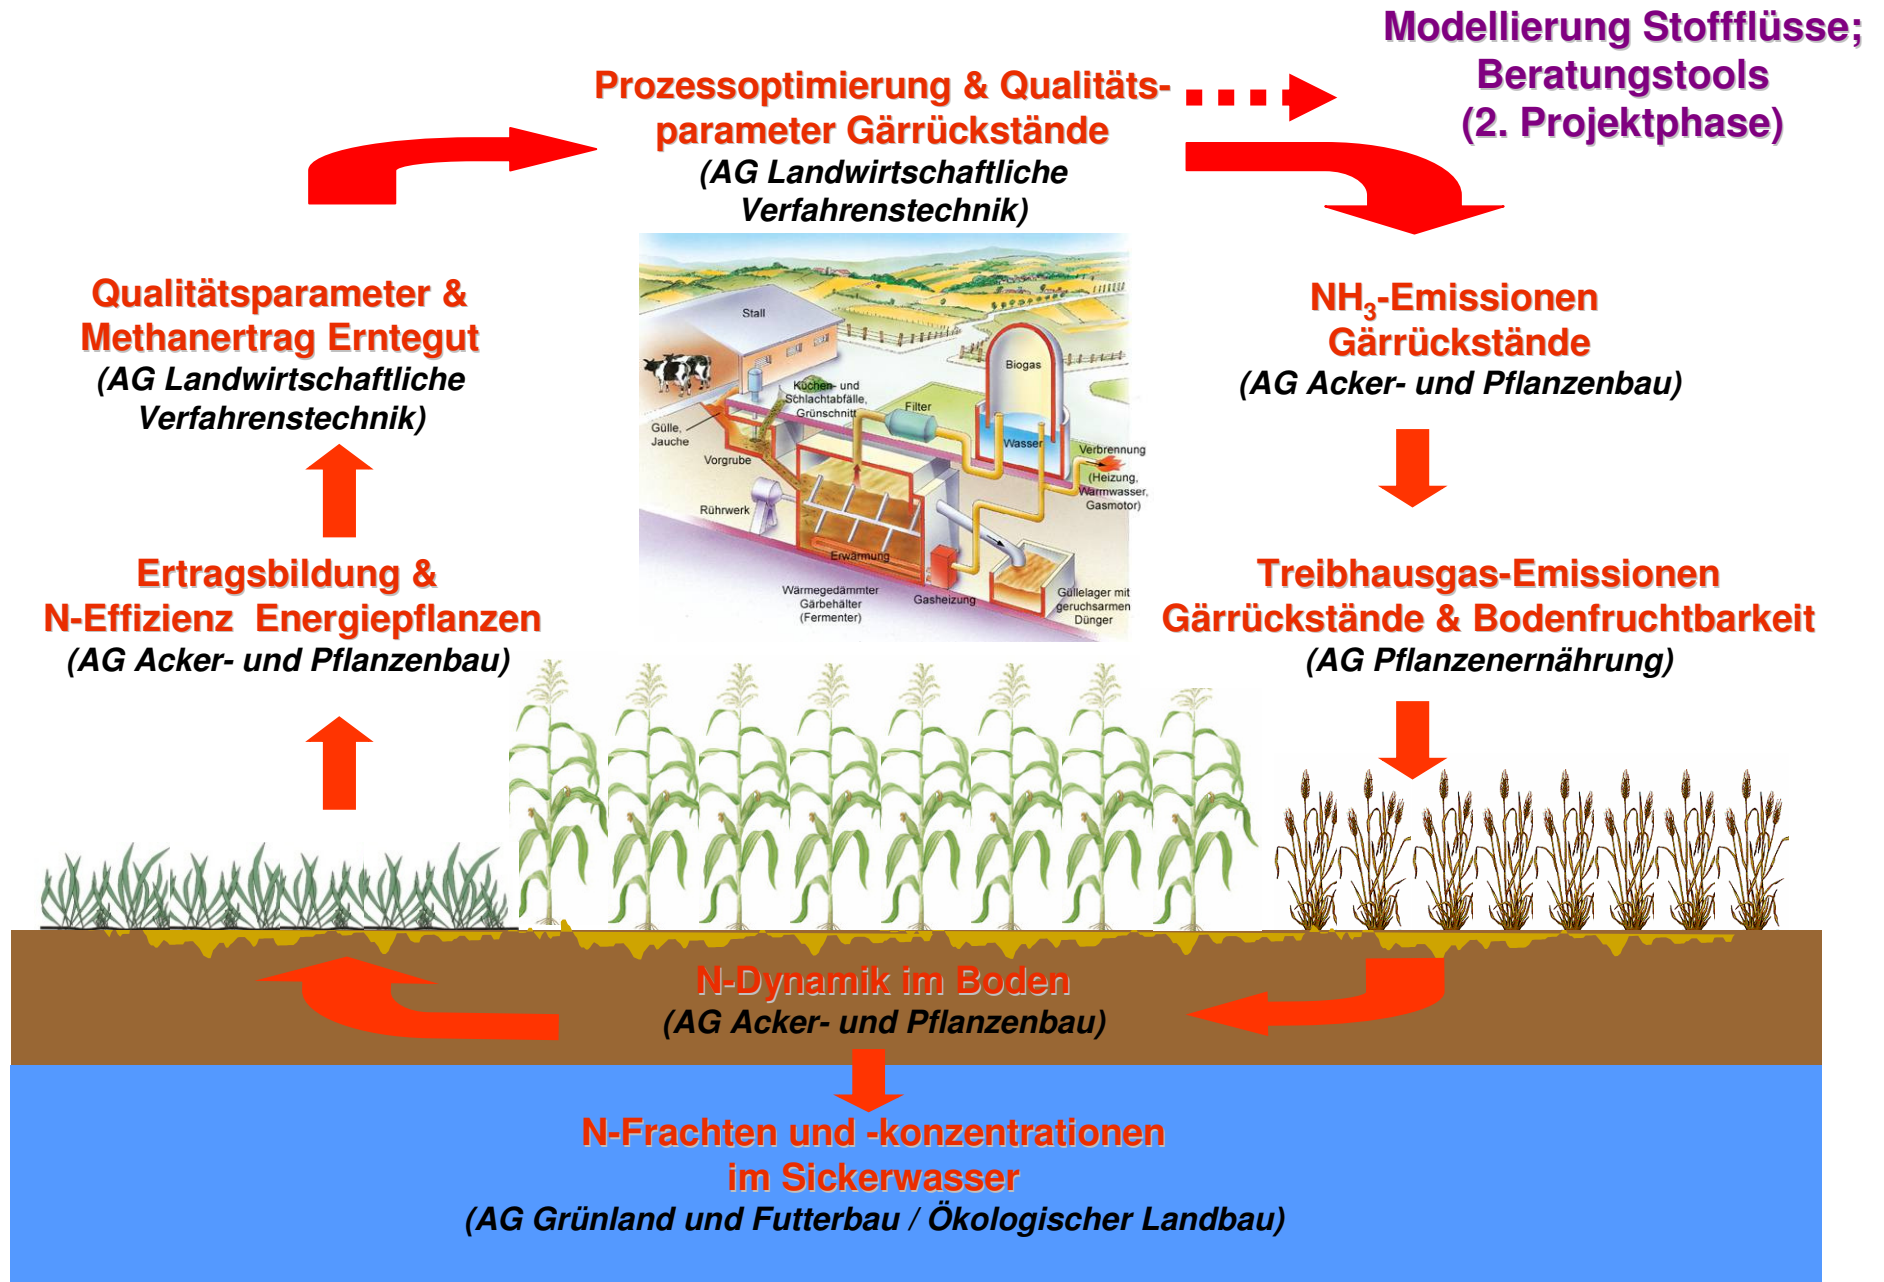 Modellierung Stoffflüsse;
Beratungstools
(2. Projektphase)
Prozessoptimierung & Qualitäts-
parameter Gärrückstände
(AG Landwirtschaftliche
Verfahrenstechnik)
Qualitätsparameter &
Methanertrag Erntegut
(AG Landwirtschaftliche
Verfahrenstechnik)
NH3-Emissionen
Gärrückstände
(AG Acker- und Pflanzenbau)
Stall
Biogas
Küchen- und
Schlachtabfälle,
Grünschnitt
Filter
Gülle,
Jauche
Wasser
Verbrennung
(Heizung,
Warmwasser,
Gasmotor)
Vorgrube
Rührwerk
Erwärmung
Wärmegedämmter
Gärbehälter
(Fermenter)
Gasheizung
Güllelager mit
geruchsarmen
Dünger
Ertragsbildung &
N-Effizienz Energiepflanzen
(AG Acker- und Pflanzenbau)
Treibhausgas-Emissionen
Gärrückstände & Bodenfruchtbarkeit
(AG Pflanzenernährung)
N-Dynamik im Boden
(AG Acker- und Pflanzenbau)
N-Frachten und -konzentrationen
im Sickerwasser
(AG Grünland und Futterbau / Ökologischer Landbau)